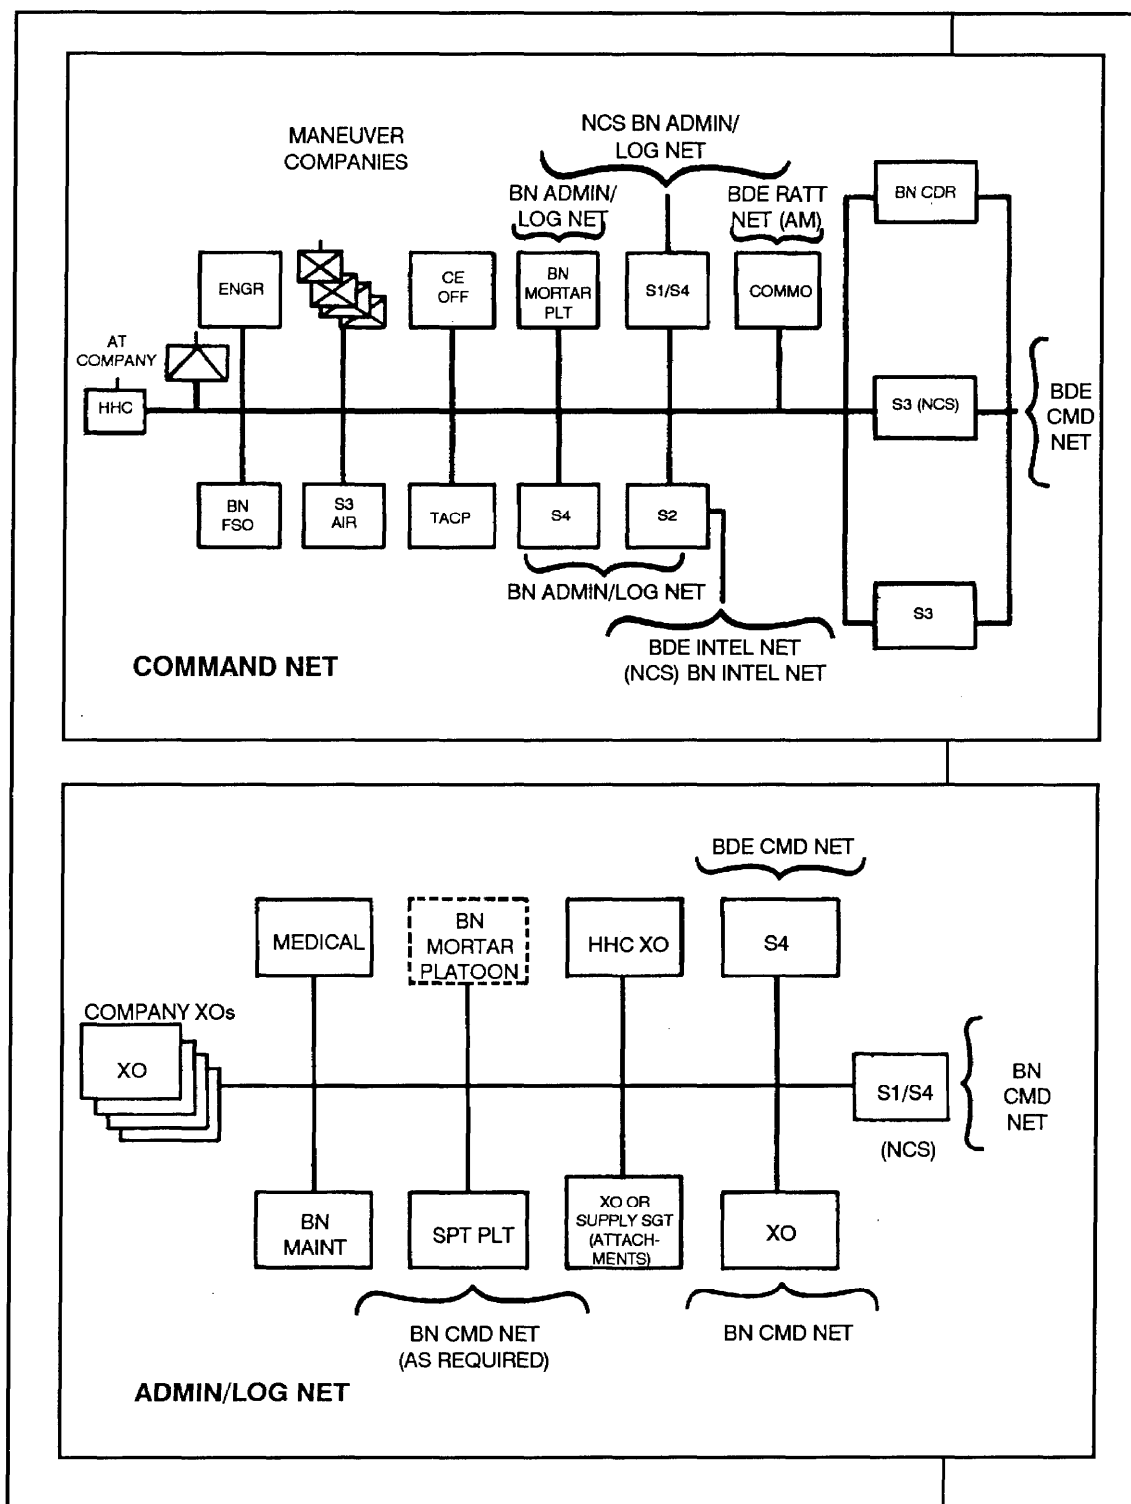 MANEUVER
COMPANIES
NCS BN ADMIN/
LOG NET
BN ADMIN/
LOG NET
BDE RATT
NET (AM)
BN CDR
ENGR
CE
OFF
BN
MORTAR
PLT
S1/S4
COMMO
AT
COMPANY
HHC
S3 (NCS)
BDE
CMD
NET
BN
FSO
S3
AIR
TACP
S4
S2
BN ADMIN/LOG NET
S3
BDE INTEL NET
(NCS) BN INTEL NET
COMMAND NET
BDE CMD NET
MEDICAL
BN
MORTAR
PLATOON
HHC XO
S4
COMPANY XOs
XO
S1/S4
(NCS)
BN
CMD
NET
BN
MAINT
SPT PLT
XO OR
SUPPLY SGT
(ATTACH-
MENTS)
XO
BN CMD NET
(AS REQUIRED)
BN CMD NET
ADMIN/LOG NET